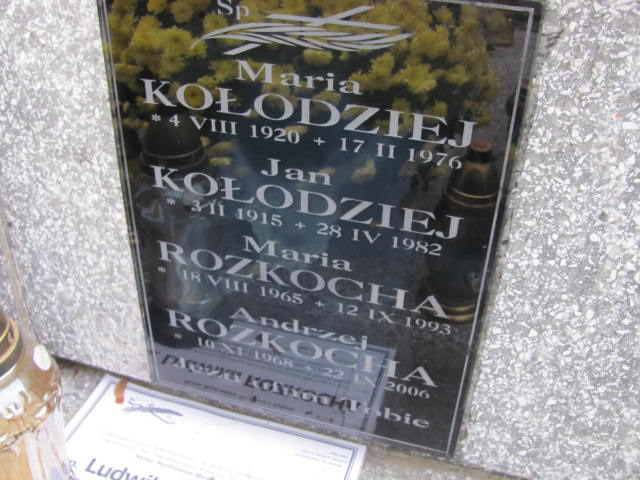 Śp.
Maria
KOŁODZIEJ
* 4 VIII 1920 + 17 II 1976
Jan
KOŁODZIEJ
* 3 II 1915 + 28 IV 1982
Maria
ROZKOCHA
* 18 VIII 1965 + 12 IX 1993
Andrzej
ROZKOCHA
* 10 XI 1968 + 22 IX 2006